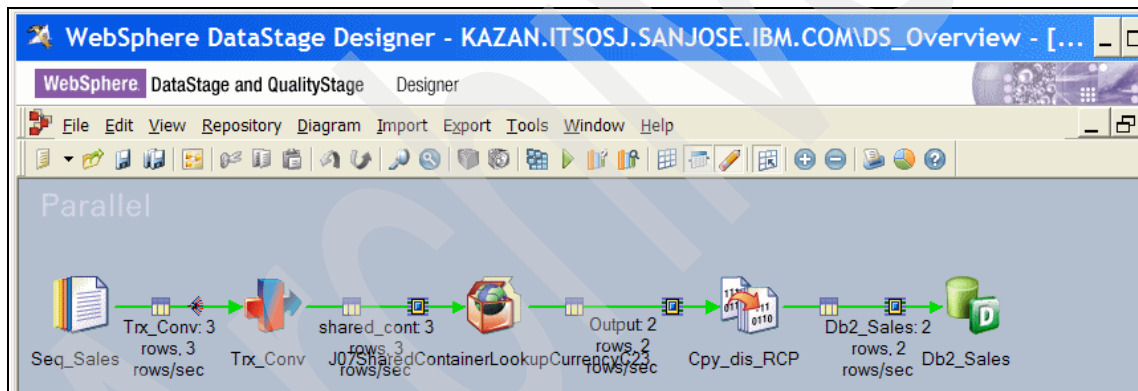 WebSphere DataStage Designer - KAZAN.ITSOSJ.SANJOSE.IBM.COM\DS_Overview - [...
WebSphere. DataStage and QualityStage Designer
File Edit View Repository Diagram Import Export Tools Window Help
Parallel
Seq_Sales
Trx_Conv: 3
rows, 3
rows/sec
Trx_Conv
shared_cont: 3
rows, 3
rows/sec
J07SharedContainerLookupCurrencyC23
Output: 2
rows, 2
rows/sec
Cpy_dis_RCP
Db2_Sales: 2
rows, 2
rows/sec
Db2_Sales